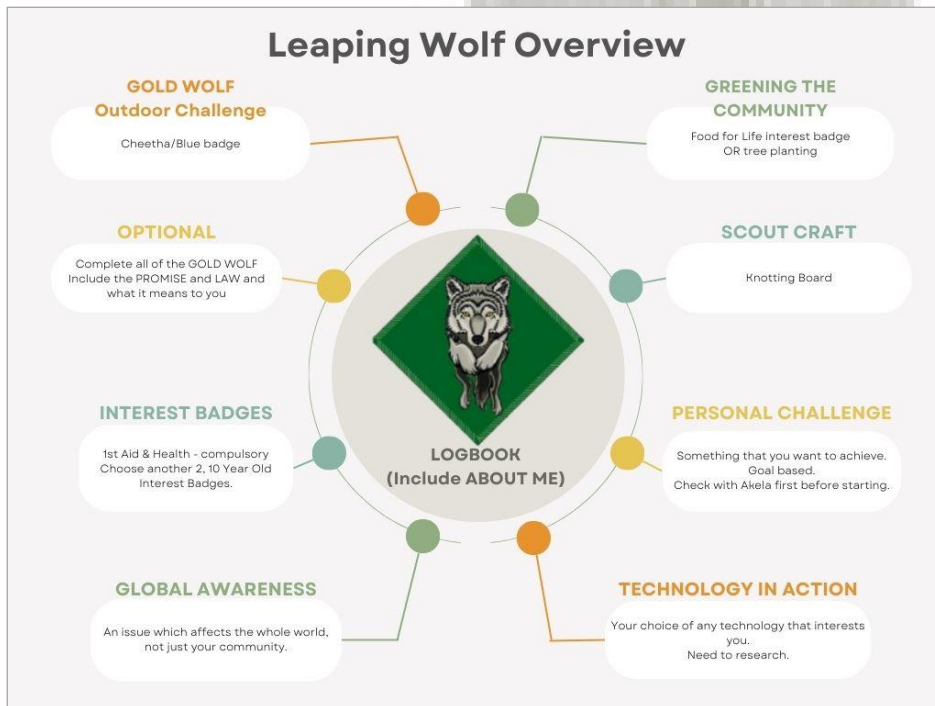 Leaping Wolf Overview
GOLD WOLF
Outdoor Challenge
Cheetha/Blue badge
OPTIONAL
Complete all of the GOLD WOLF
Include the PROMISE and LAW and
what it means to you
INTEREST BADGES
1st Aid & Health - compulsory
Choose another 2, 10 Year Old
Interest Badges.
GLOBAL AWARENESS
An issue which affects the whole world,
not just your community.
LOGBOOK
(Include ABOUT ME)
GREENING THE
COMMUNITY
Food for Life interest badge
OR tree planting
SCOUT CRAFT
Knotting Board
PERSONAL CHALLENGE
Something that you want to achieve.
Goal based.
Check with Akela first before starting.
TECHNOLOGY IN ACTION
Your choice of any technology that interests
you.
Need to research.